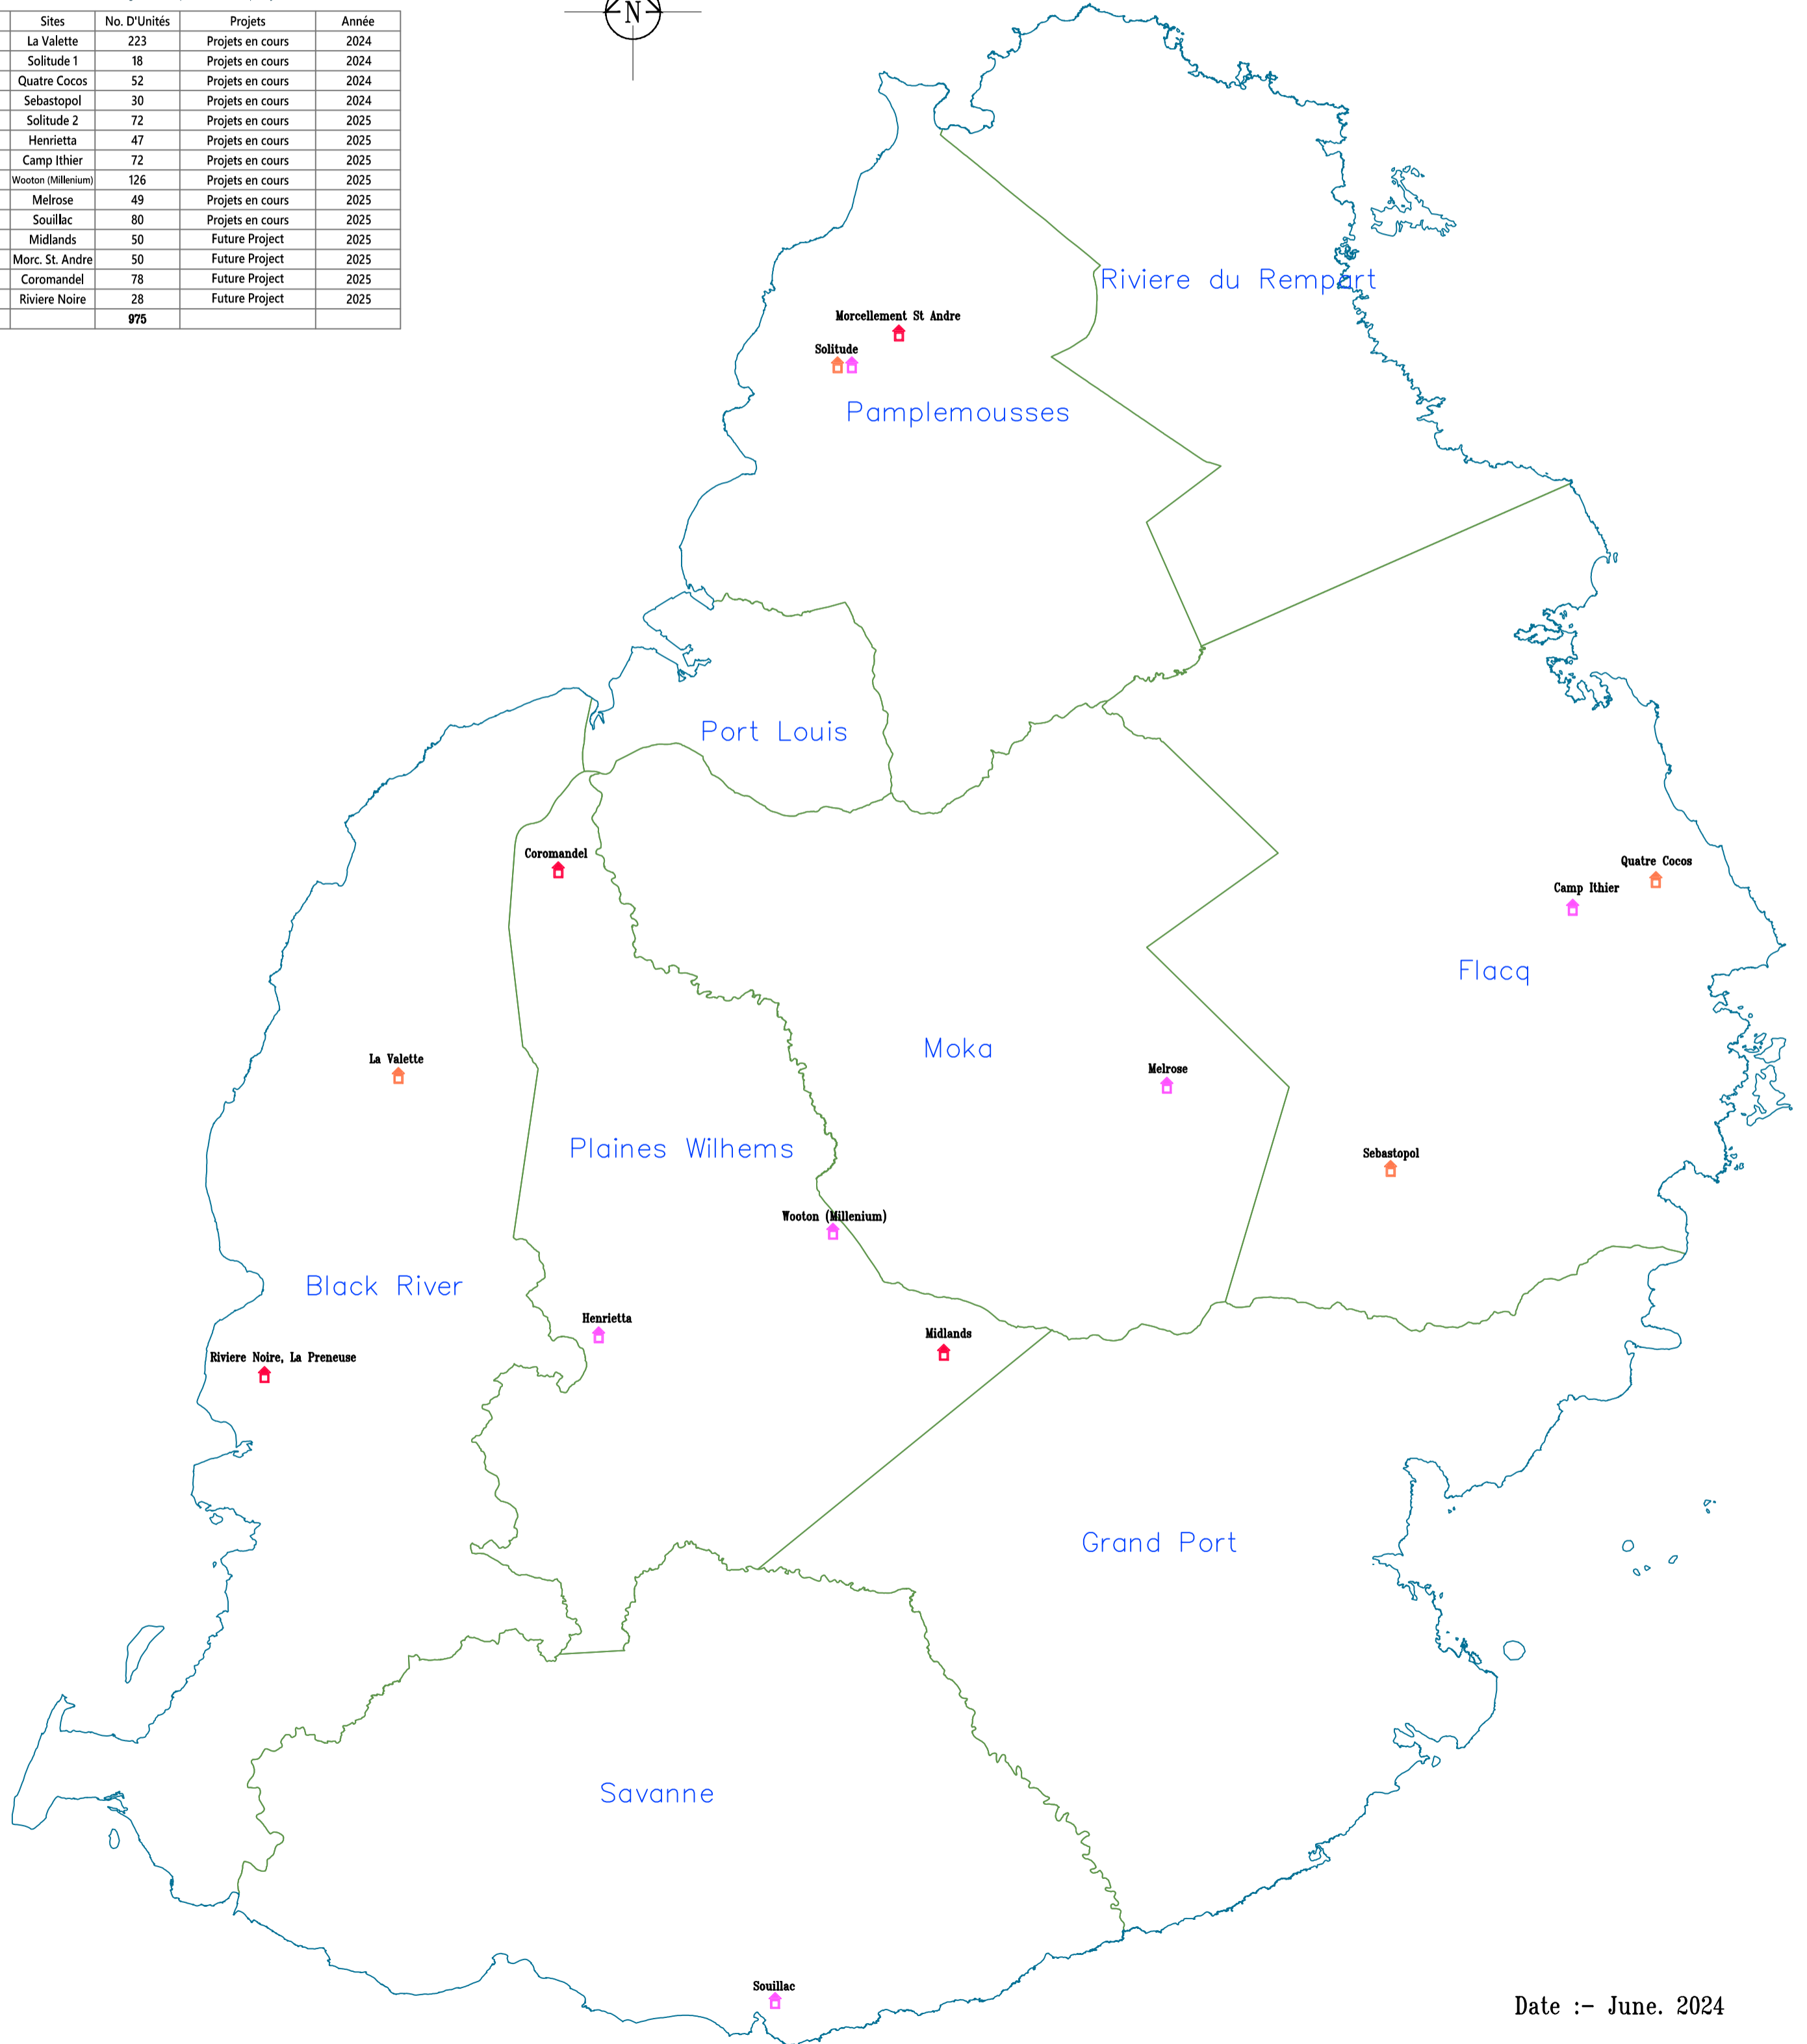 Sites No. D'Unités Projets Année
La Valette 223 Projets en cours 2024
Solitude 1 18 Projets en cours 2024
Quatre Cocos 52 Projets en cours 2024
Sebastopol 30 Projets en cours 2024
Solitude 2 72 Projets en cours 2025
Henrietta 47 Projets en cours 2025
Camp Ithier 72 Projets en cours 2025
Wooton (Millenium) 126 Projets en cours 2025
Melrose 49 Projets en cours 2025
Souillac 80 Projets en cours 2025
Midlands 50 Future Project 2025
Morc. St. Andre 50 Future Project 2025
Coromandel 78 Future Project 2025
Riviere Noire 28 Future Project 2025
975
N
Riviere du Rempart
Morcellement St Andre
Solitude
Pamplemousses
Port Louis
Coromandel
Quatre Cocos
Camp Ithier
Flacq
Moka
La Valette
Melrose
Plaines Wilhems
Sebastopol
Wooton (Millenium)
Black River
Henrietta
Midlands
Riviere Noire, La Preneuse
Grand Port
Savanne
Souillac
Date :- June. 2024